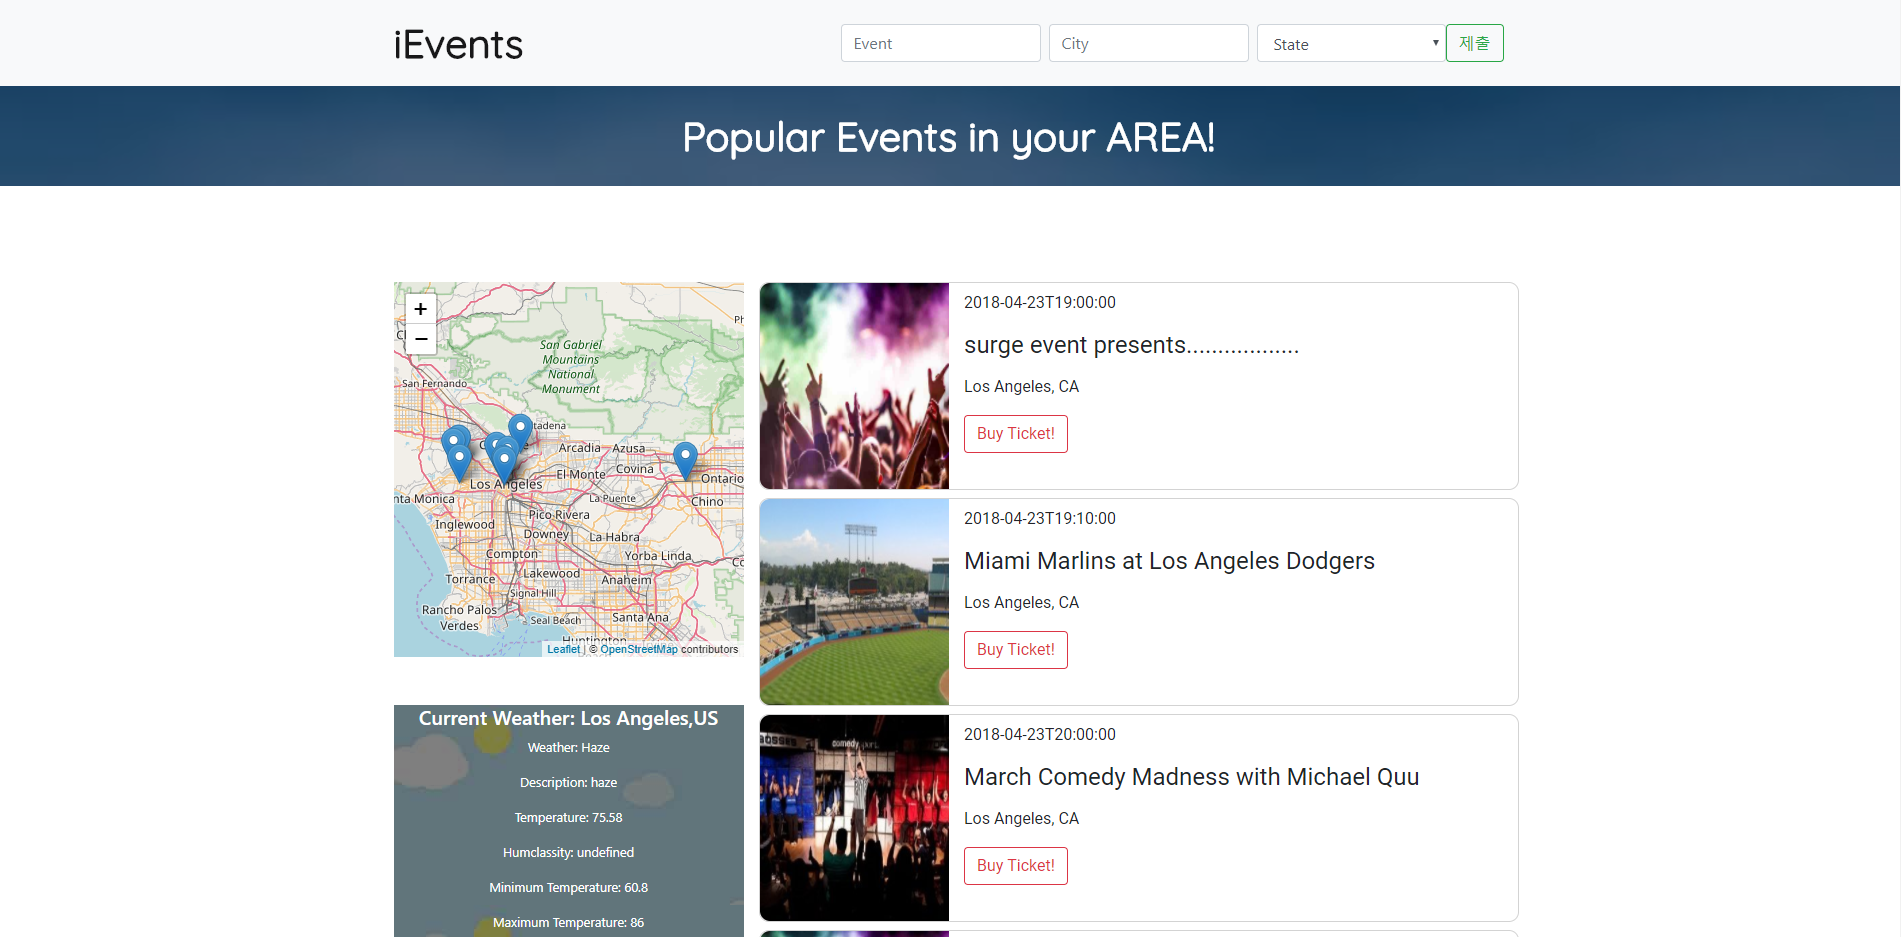 iEvents
Event
City
State
제출
Popular Events in your AREA!
+
−
San Gabriel
Mountains
National
Monument
San Fernando
tadena
Arcadia
Azusa
Covina
El Monte
Ontario
La Puente
Chino
Los Angeles
nta Monica
Pico Rivera
Inglewood
Downey
La Habra
Compton
Yorba Linda
Torrance
Lakewood
Anaheim
Signal Hill
Rancho Palos
Verdes
Seal Beach
Santa Ana
Huntington
Leaflet | © OpenStreetMap contributors
Current Weather: Los Angeles,US
Weather: Haze
Description: haze
Temperature: 75.58
Humclassity: undefined
Minimum Temperature: 60.8
Maximum Temperature: 86
2018-04-23T19:00:00
surge event presents..................
Los Angeles, CA
Buy Ticket!
2018-04-23T19:10:00
Miami Marlins at Los Angeles Dodgers
Los Angeles, CA
Buy Ticket!
2018-04-23T20:00:00
March Comedy Madness with Michael Quu
Los Angeles, CA
Buy Ticket!
comedy